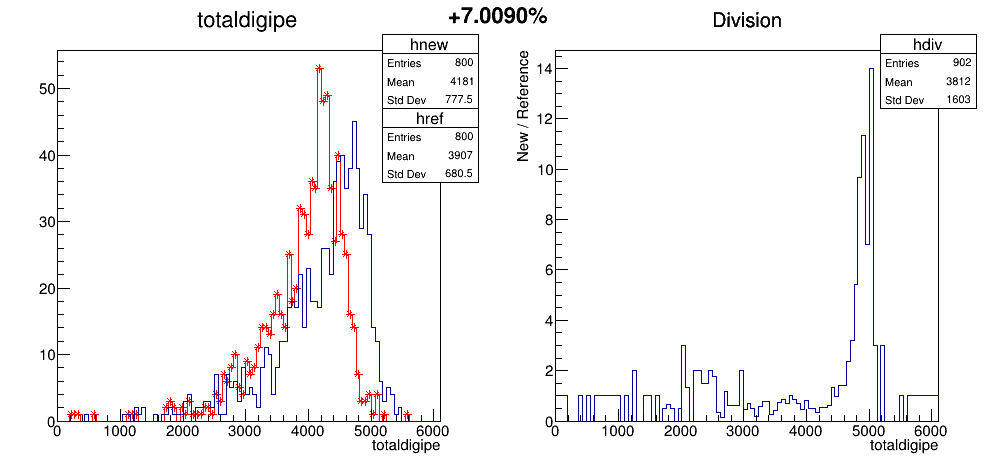 totaldigipe
+7.0090%
Division
hnew
Entries 800
Mean 4181
Std Dev 777.5
href
Entries 800
Mean 3907
Std Dev 680.5
50
40
30
20
10
0
0 1000 2000 3000 4000 5000 6000
totaldigipe
hdiv
Entries 902
Mean 3812
Std Dev 1603
New / Reference
14
12
10
8
6
4
2
0
0 1000 2000 3000 4000 5000 6000
totaldigipe